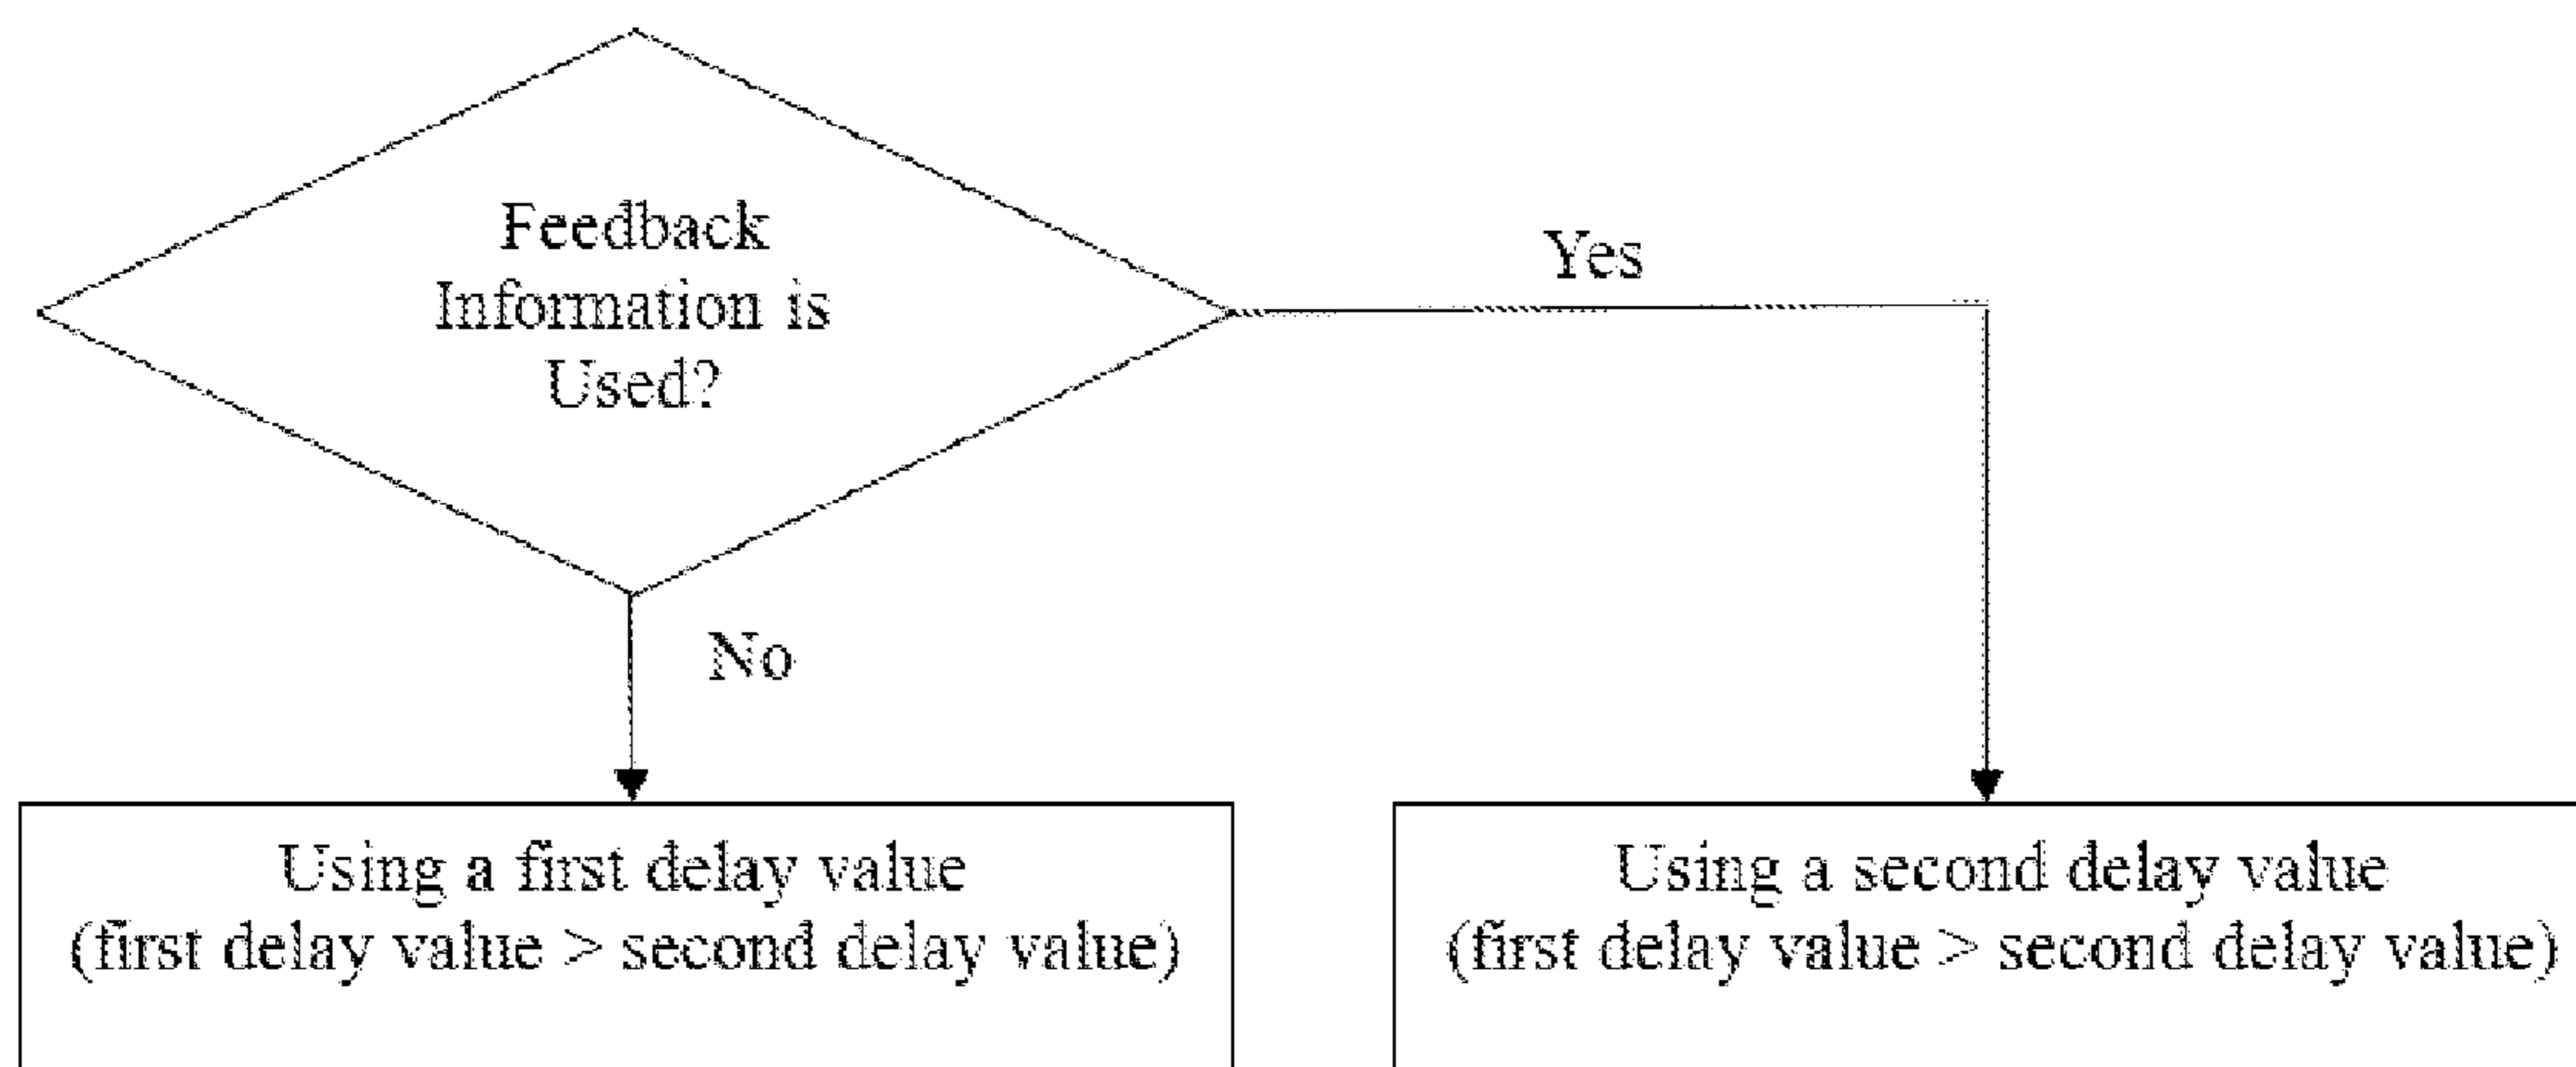 Feedback
Information is
Used?
Yes
No
Using a first delay value
(first delay value > second delay value)
Using a second delay value
(first delay value > second delay value)